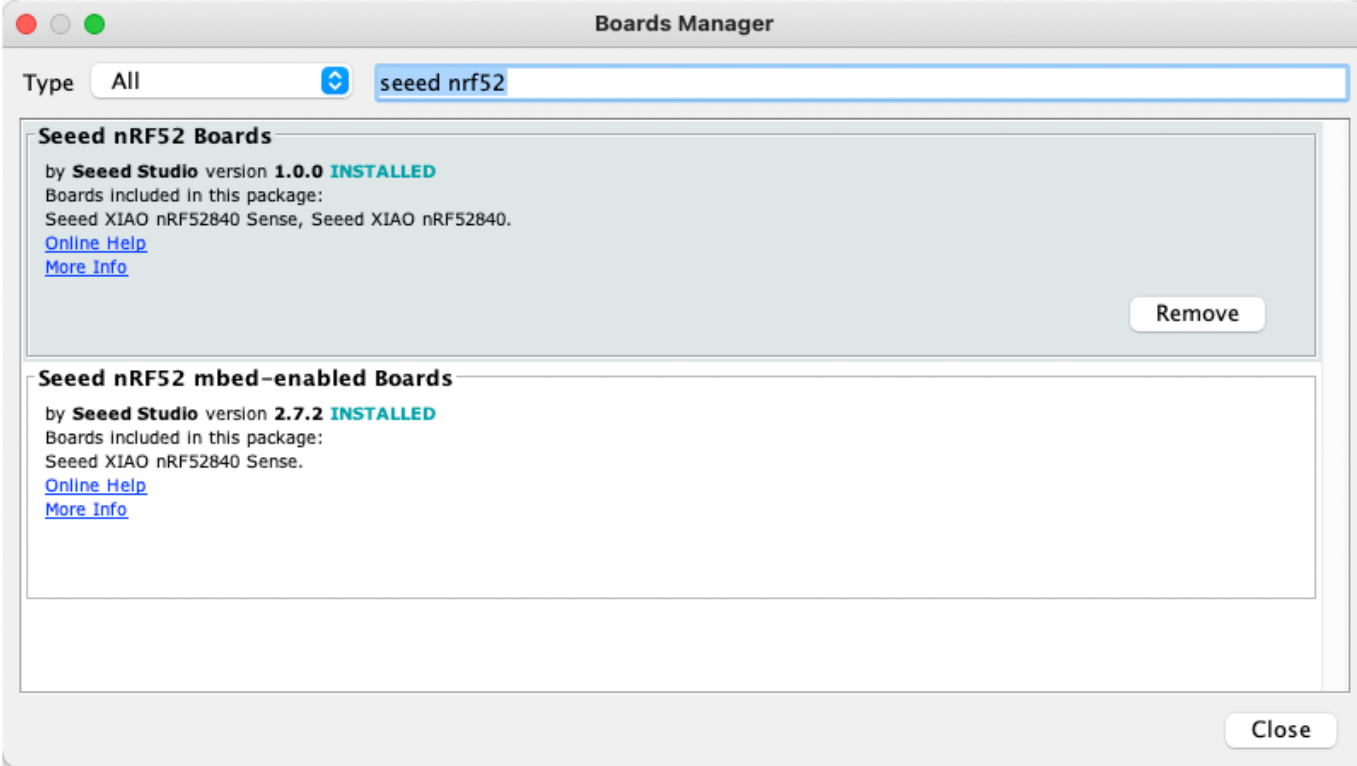 Boards Manager
Type All seeed nrf52
Seeed nRF52 Boards
by Seeed Studio version 1.0.0 INSTALLED
Boards included in this package:
Seeed XIAO nRF52840 Sense, Seeed XIAO nRF52840.
Online Help
More Info
Remove
Seeed nRF52 mbed-enabled Boards
by Seeed Studio version 2.7.2 INSTALLED
Boards included in this package:
Seeed XIAO nRF52840 Sense.
Online Help
More Info
Close